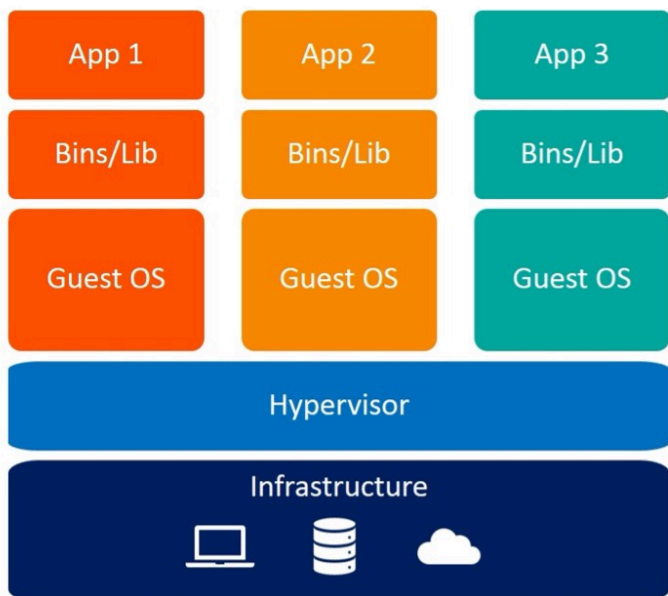 App 1
App 2
App 3
Bins/Lib
Bins/Lib
Bins/Lib
Guest OS
Guest OS
Guest OS
Hypervisor
Infrastructure